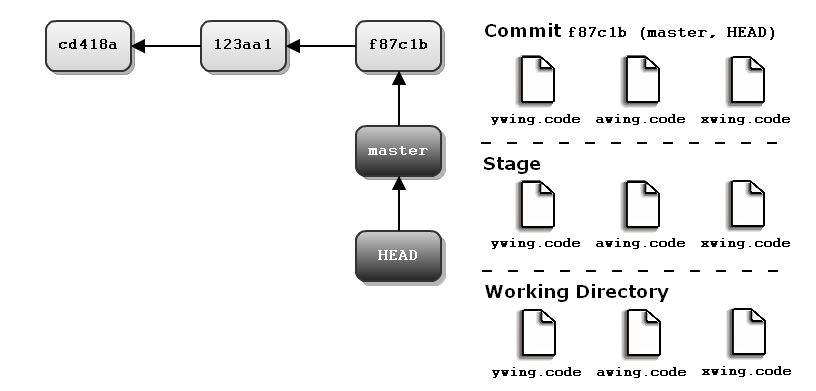 cd418a
123aa1
f87c1b
master
HEAD
Commit f87c1b (master, HEAD)
ywing.code awing.code xwing.code
Stage
ywing.code awing.code xwing.code
Working Directory
ywing.code awing.code xwing.code